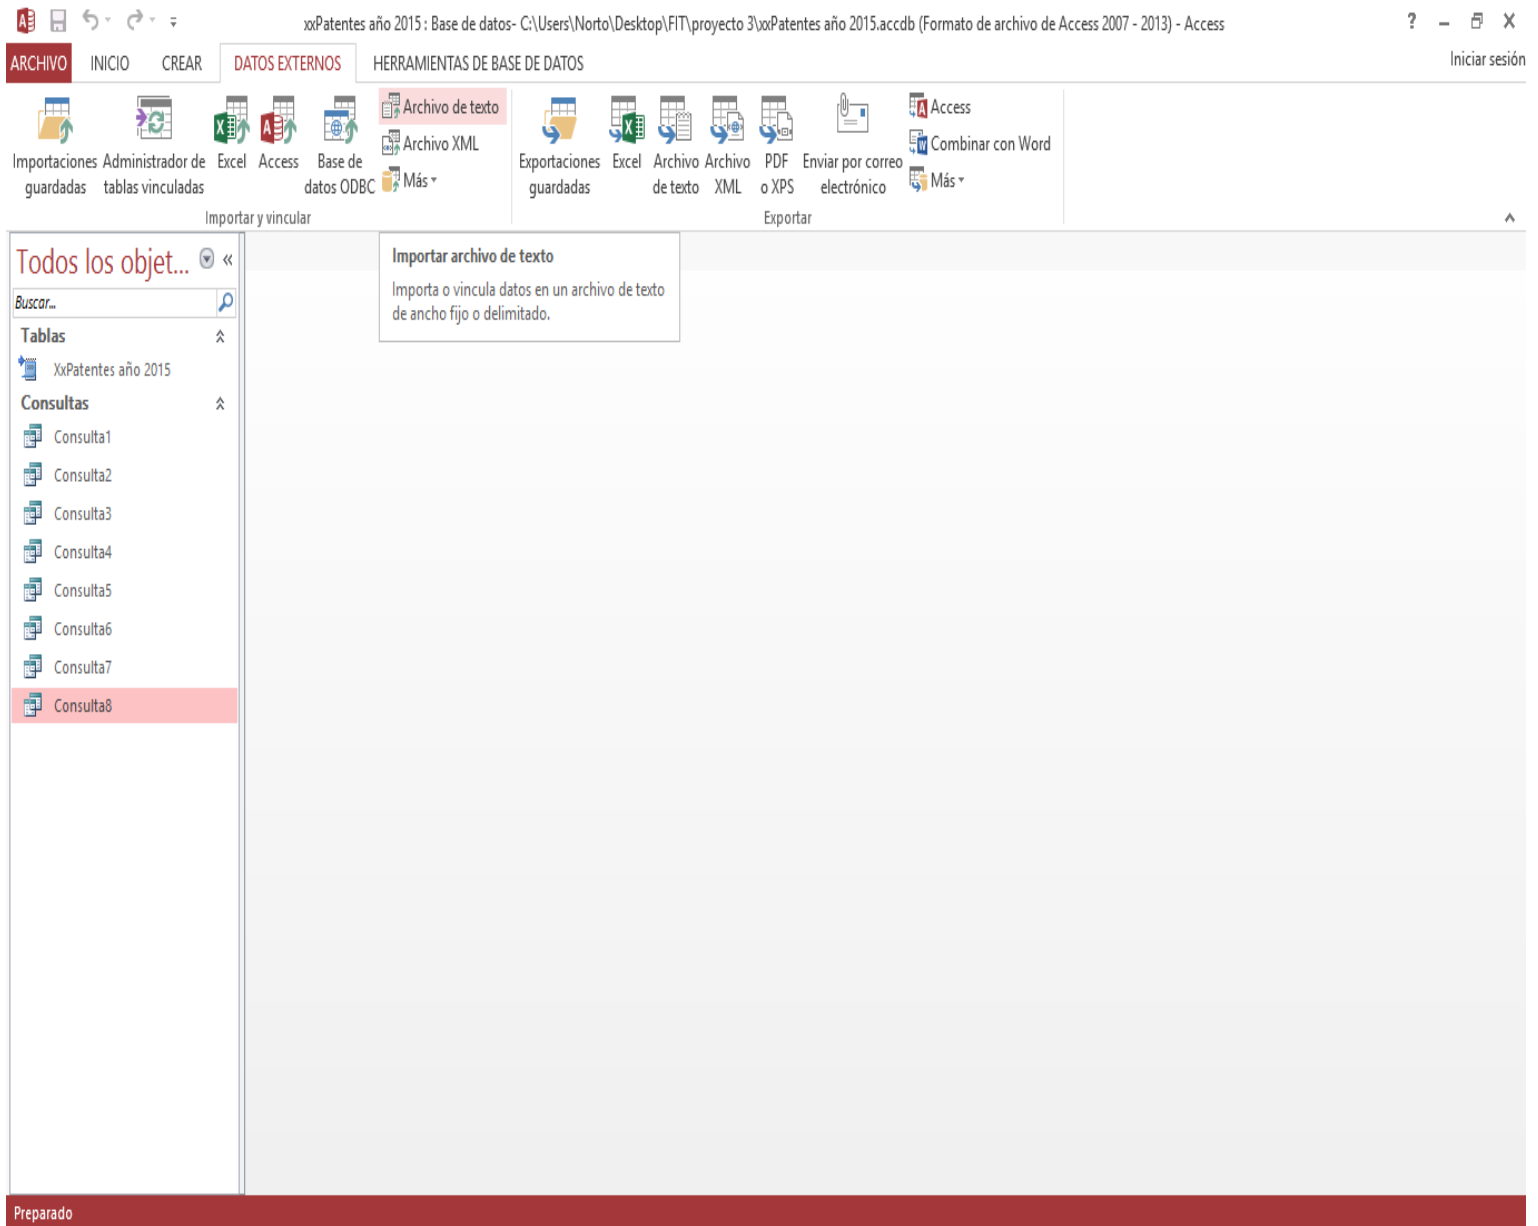 xxPatentes año 2015 : Base de datos- C:\Users\Norto\Desktop\FIT\proyecto 3\xxPatentes año 2015.accdb (Formato de archivo de Access 2007 - 2013) - Access
?
Iniciar sesión
ARCHIVO INICIO CREAR DATOS EXTERNOS HERRAMIENTAS DE BASE DE DATOS
Importaciones guardadas
Administrador de tablas vinculadas
Excel
Access
Base de datos ODBC
Archivo de texto
Archivo XML
Más
Importar y vincular
Exportaciones guardadas
Excel
Archivo de texto
Archivo XML
PDF o XPS
Enviar por correo electrónico
Access
Combinar con Word
Más
Exportar
Importar archivo de texto
Importa o vincula datos en un archivo de texto
de ancho fijo o delimitado.
Todos los objet... «
Buscar...
Tablas
XxPatentes año 2015
Consultas
Consulta1
Consulta2
Consulta3
Consulta4
Consulta5
Consulta6
Consulta7
Consulta8
Preparado